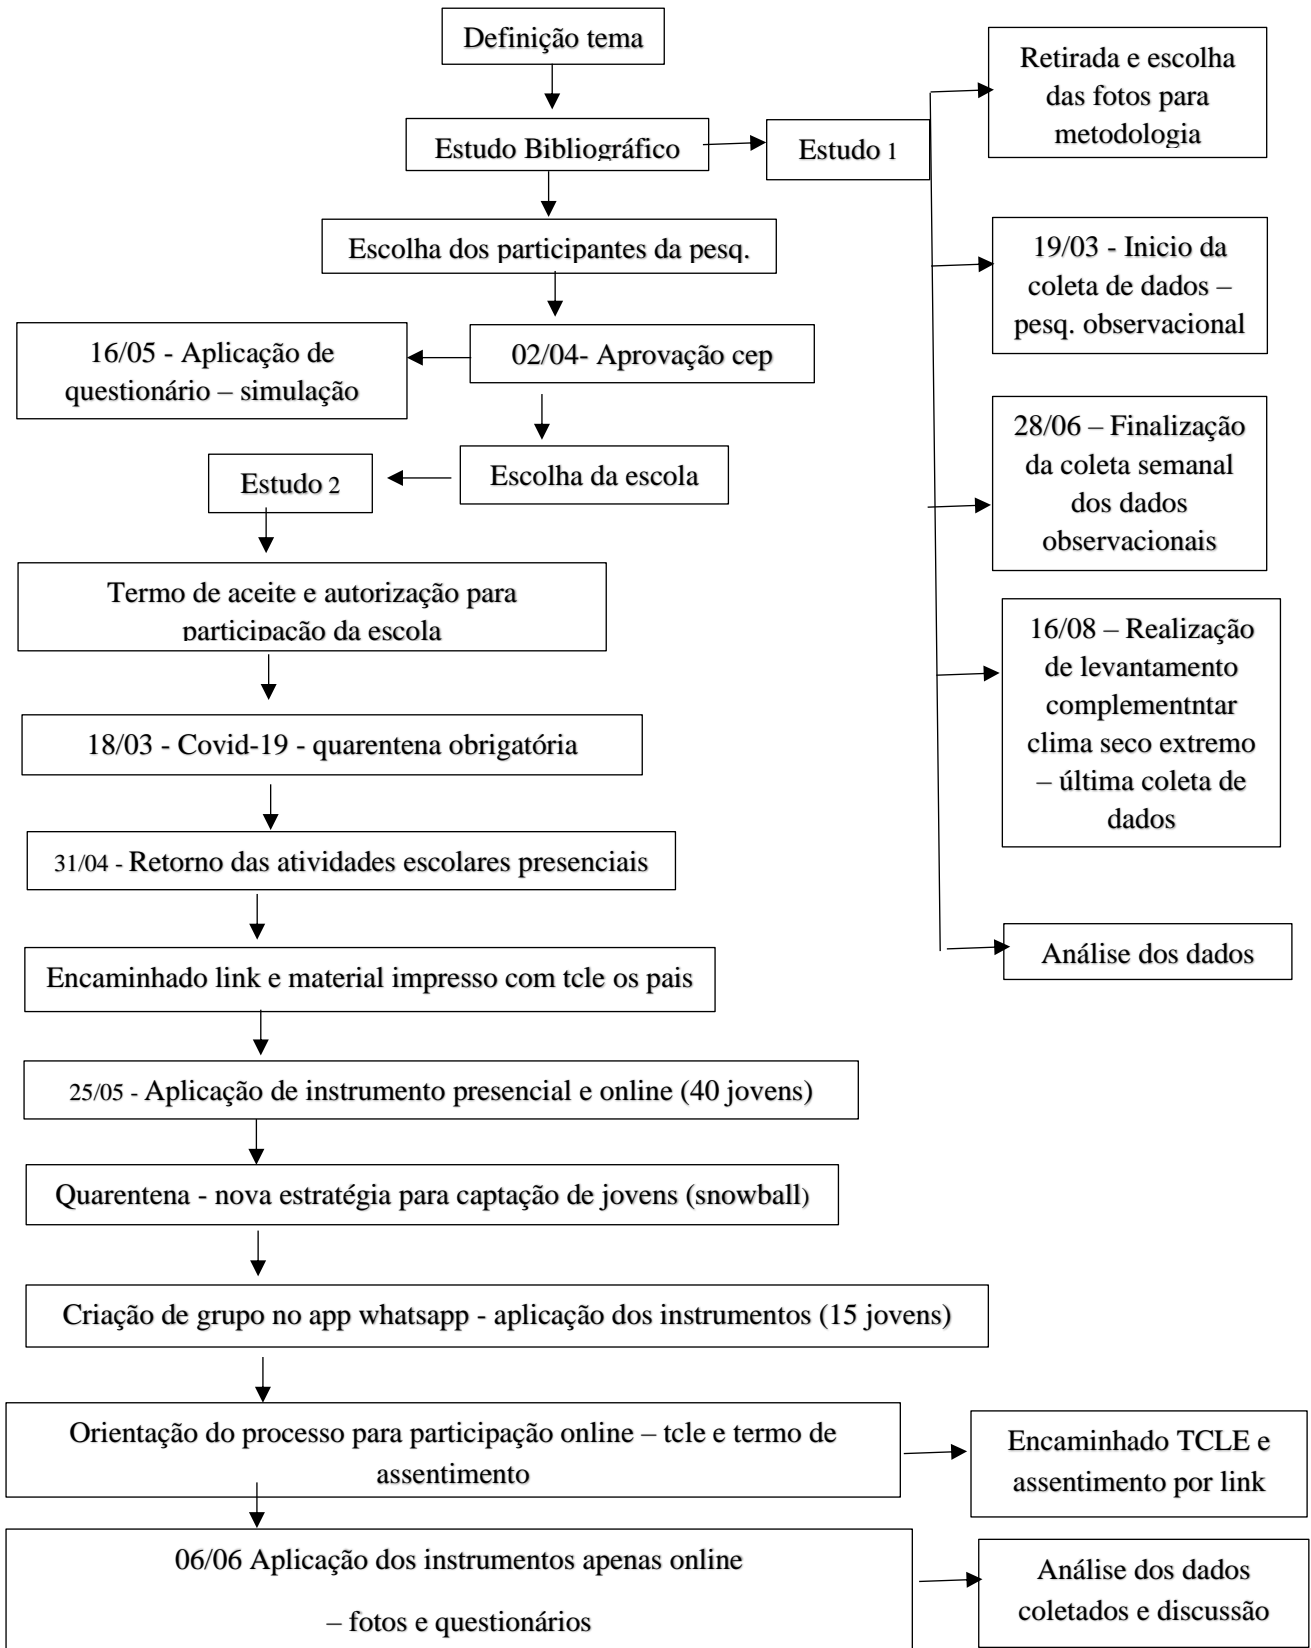 Definição tema
Estudo Bibliográfico
Estudo 1
Retirada e escolha
das fotos para
metodologia
Escolha dos participantes da pesq.
19/03 - Inicio da
coleta de dados –
pesq. observacional
16/05 - Aplicação de
questionário – simulação
02/04- Aprovação cep
28/06 – Finalização
da coleta semanal
dos dados
observacionais
Estudo 2
Escolha da escola
Termo de aceite e autorização para
participação da escola
16/08 – Realização
de levantamento
complementntar
clima seco extremo
– última coleta de
dados
18/03 - Covid-19 - quarentena obrigatória
31/04 - Retorno das atividades escolares presenciais
Análise dos dados
Encaminhado link e material impresso com tcle os pais
25/05 - Aplicação de instrumento presencial e online (40 jovens)
Quarentena - nova estratégia para captação de jovens (snowball)
Criação de grupo no app whatsapp - aplicação dos instrumentos (15 jovens)
Orientação do processo para participação online – tcle e termo de
assentimento
Encaminhado TCLE e
assentimento por link
06/06 Aplicação dos instrumentos apenas online
– fotos e questionários
Análise dos dados
coletados e discussão